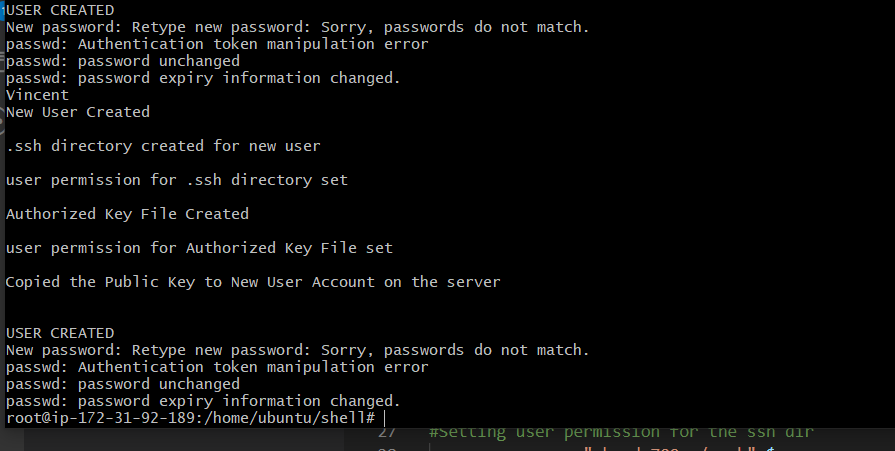 USER CREATED
New password: Retype new password: Sorry, passwords do not match.
passwd: Authentication token manipulation error
passwd: password unchanged
passwd: password expiry information changed.
Vincent
New User Created
.ssh directory created for new user
user permission for .ssh directory set
Authorized Key File Created
user permission for Authorized Key File set
Copied the Public Key to New User Account on the server
USER CREATED
New password: Retype new password: Sorry, passwords do not match.
passwd: Authentication token manipulation error
passwd: password unchanged
passwd: password expiry information changed.
root@ip-172-31-92-189:/home/ubuntu/shell#
27 #Setting user permission for the ssh dir